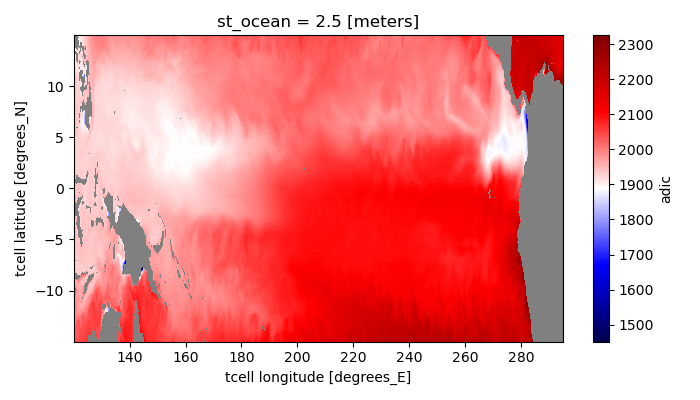 st_ocean = 2.5 [meters]
10
5
0
−5
−10
tcell latitude [degrees_N]
140 160 180 200 220 240 260 280
tcell longitude [degrees_E]
2300
2200
2100
2000
1900
1800
1700
1600
1500
adic